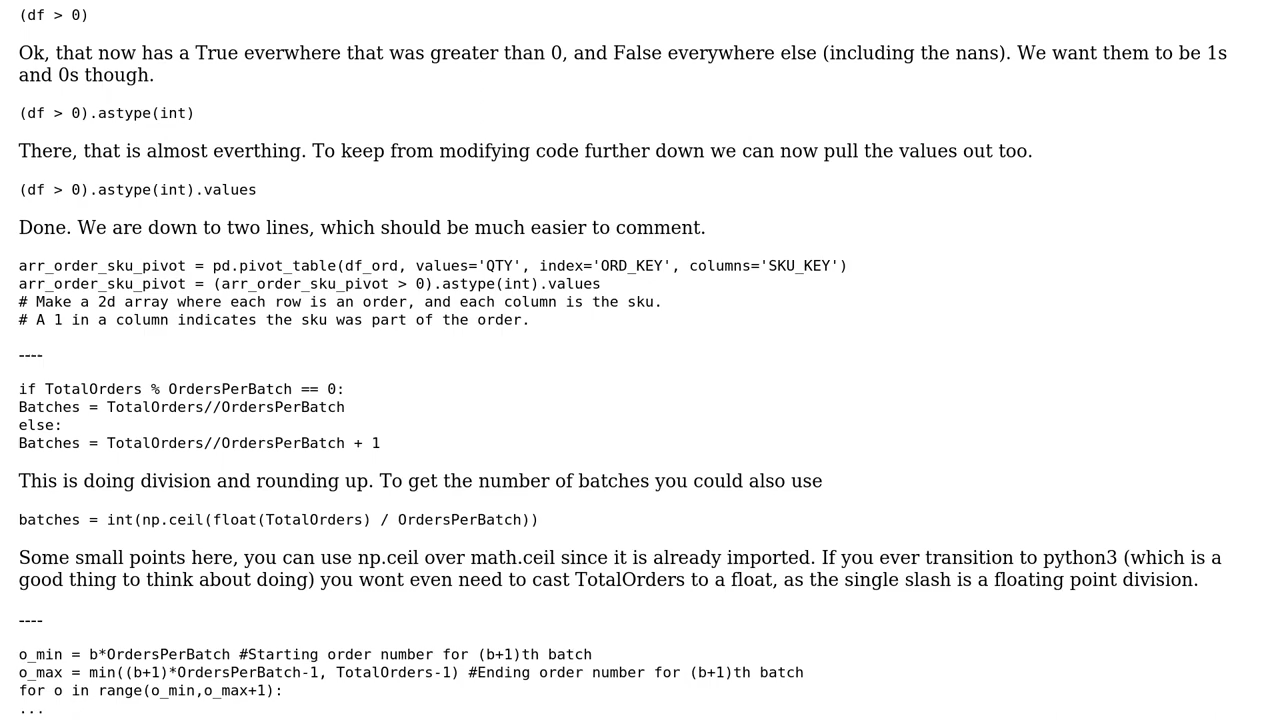 (df > 0)
Ok, that now has a True everwhere that was greater than 0, and False everywhere else (including the nans). We want them to be 1s
and 0s though.
(df > 0).astype(int)
There, that is almost everthing. To keep from modifying code further down we can now pull the values out too.
(df > 0).astype(int).values
Done. We are down to two lines, which should be much easier to comment.
arr_order_sku_pivot = pd.pivot_table(df_ord, values='QTY', index='ORD_KEY', columns='SKU_KEY')
arr_order_sku_pivot = (arr_order_sku_pivot > 0).astype(int).values
# Make a 2d array where each row is an order, and each column is the sku.
# A 1 in a column indicates the sku was part of the order.
----
if TotalOrders % OrdersPerBatch == 0:
Batches = TotalOrders//OrdersPerBatch
else:
Batches = TotalOrders//OrdersPerBatch + 1
This is doing division and rounding up. To get the number of batches you could also use
batches = int(np.ceil(float(TotalOrders) / OrdersPerBatch))
Some small points here, you can use np.ceil over math.ceil since it is already imported. If you ever transition to python3 (which is a
good thing to think about doing) you wont even need to cast TotalOrders to a float, as the single slash is a floating point division.
----
o_min = b*OrdersPerBatch #Starting order number for (b+1)th batch
o_max = min((b+1)*OrdersPerBatch-1, TotalOrders-1) #Ending order number for (b+1)th batch
for o in range(o_min,o_max+1):
...